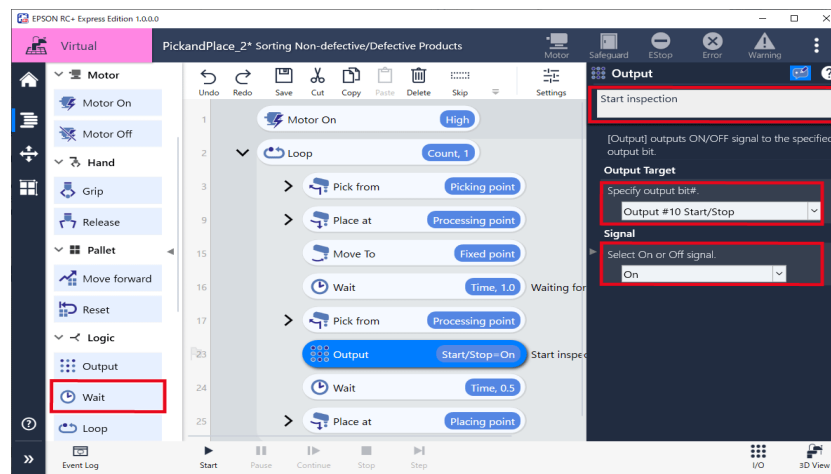 EPSON RC+ Express Edition 1.0.0.0
Virtual
PickandPlace_2* Sorting Non-defective/Defective Products
Motor Safeguard EStop Error Warning
Motor
Motor On
Motor Off
Hand
Grip
Release
Pallet
Move forward
Reset
Logic
Output
Wait
Loop
Undo Redo Save Cut Copy Paste Delete Skip Settings
1 Motor On High
2 Loop Count, 1
3 Pick from Picking point
9 Place at Processing point
15 Move To Fixed point
16 Wait Time, 1.0 Waiting for
17 Pick from Processing point
23 Output Start/Stop=On Start inspec
24 Wait Time, 0.5
25 Place at Placing point
Output
Start inspection
[Output] outputs ON/OFF signal to the specified
output bit.
Output Target
Specify output bit#.
Output #10 Start/Stop
Signal
Select On or Off signal.
On
Event Log Start Pause Continue Stop Step I/O 3D View